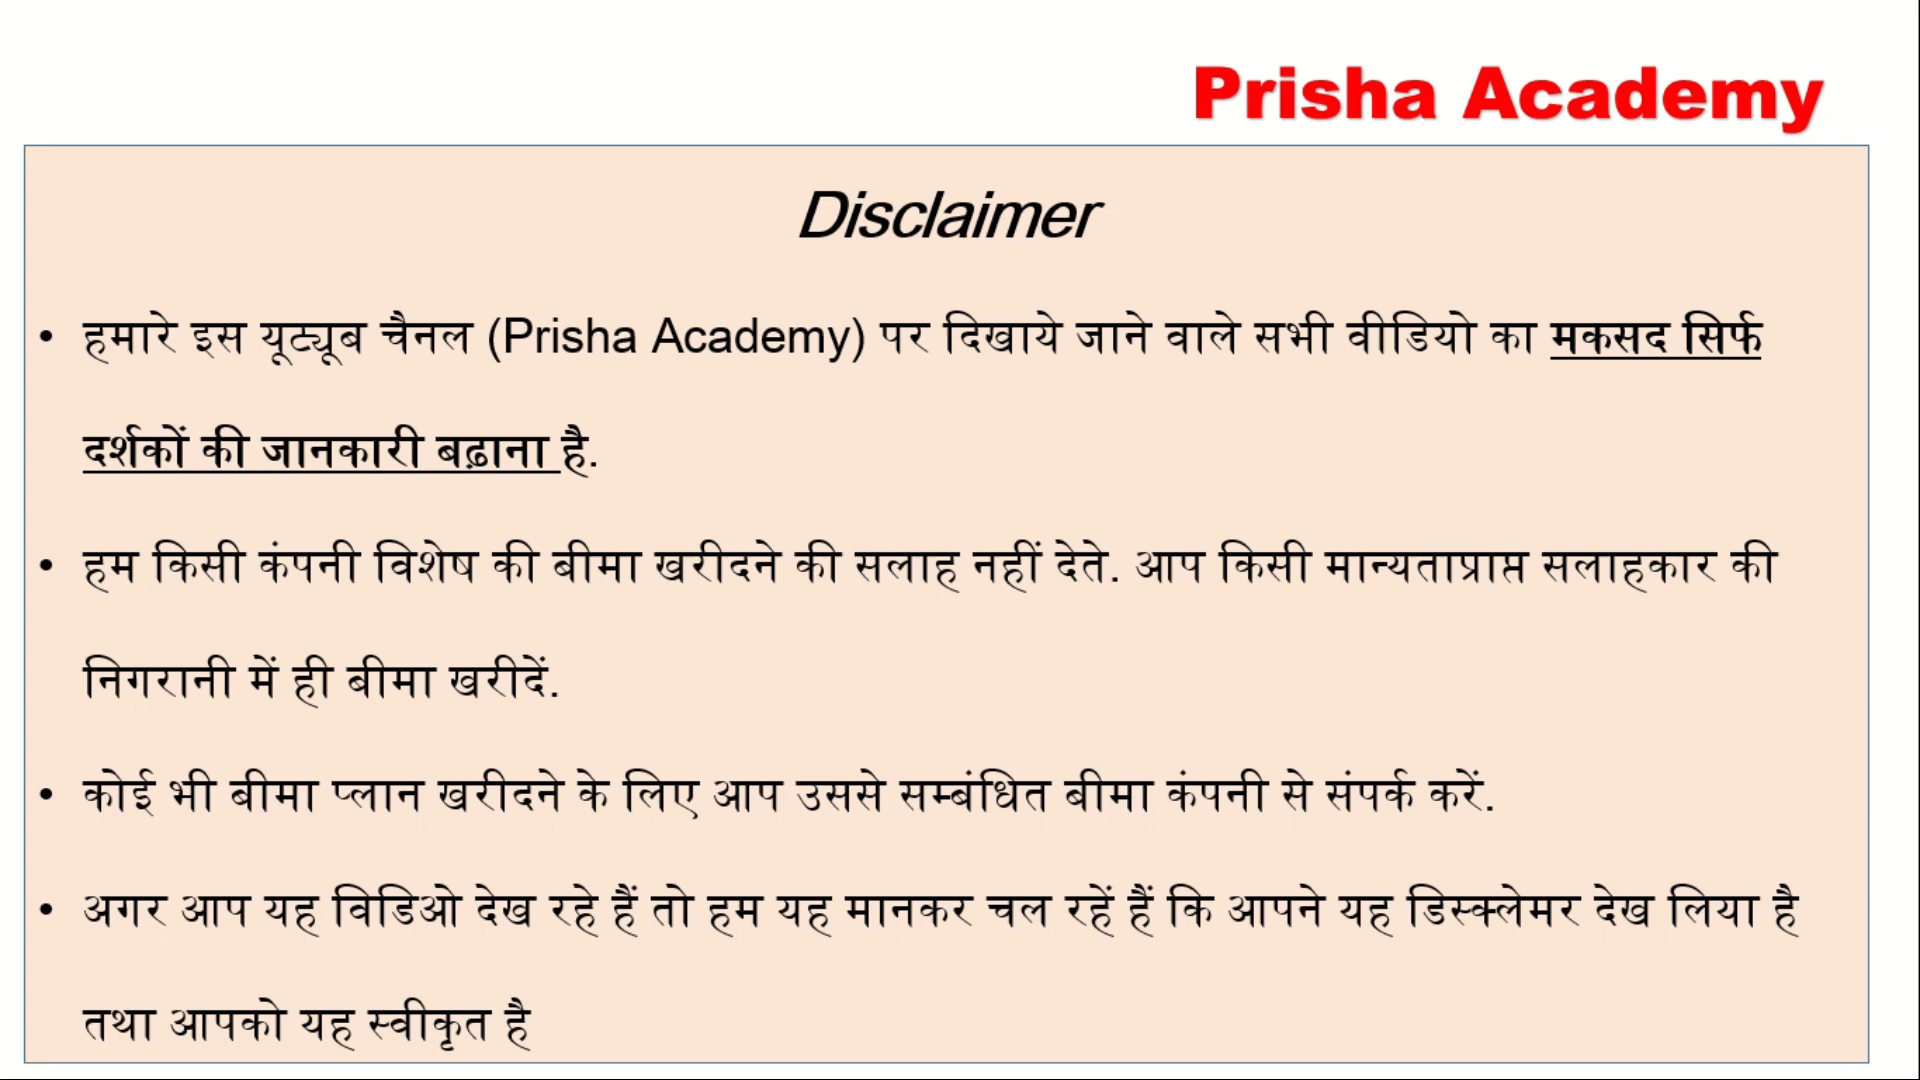 Prisha Academy
Disclaimer
• हमारे इस यूट्यूब चैनल (Prisha Academy) पर दिखाये जाने वाले सभी वीडियो का मकसद सिर्फ
दर्शकों की जानकारी बढ़ाना है.
• हम किसी कंपनी विशेष की बीमा खरीदने की सलाह नहीं देते. आप किसी मान्यताप्राप्त सलाहकार की
निगरानी में ही बीमा खरीदें.
• कोई भी बीमा प्लान खरीदने के लिए आप उससे सम्बंधित बीमा कंपनी से संपर्क करें.
• अगर आप यह विडिओ देख रहे हैं तो हम यह मानकर चल रहें हैं कि आपने यह डिस्क्लेमर देख लिया है
तथा आपको यह स्वीकृत है